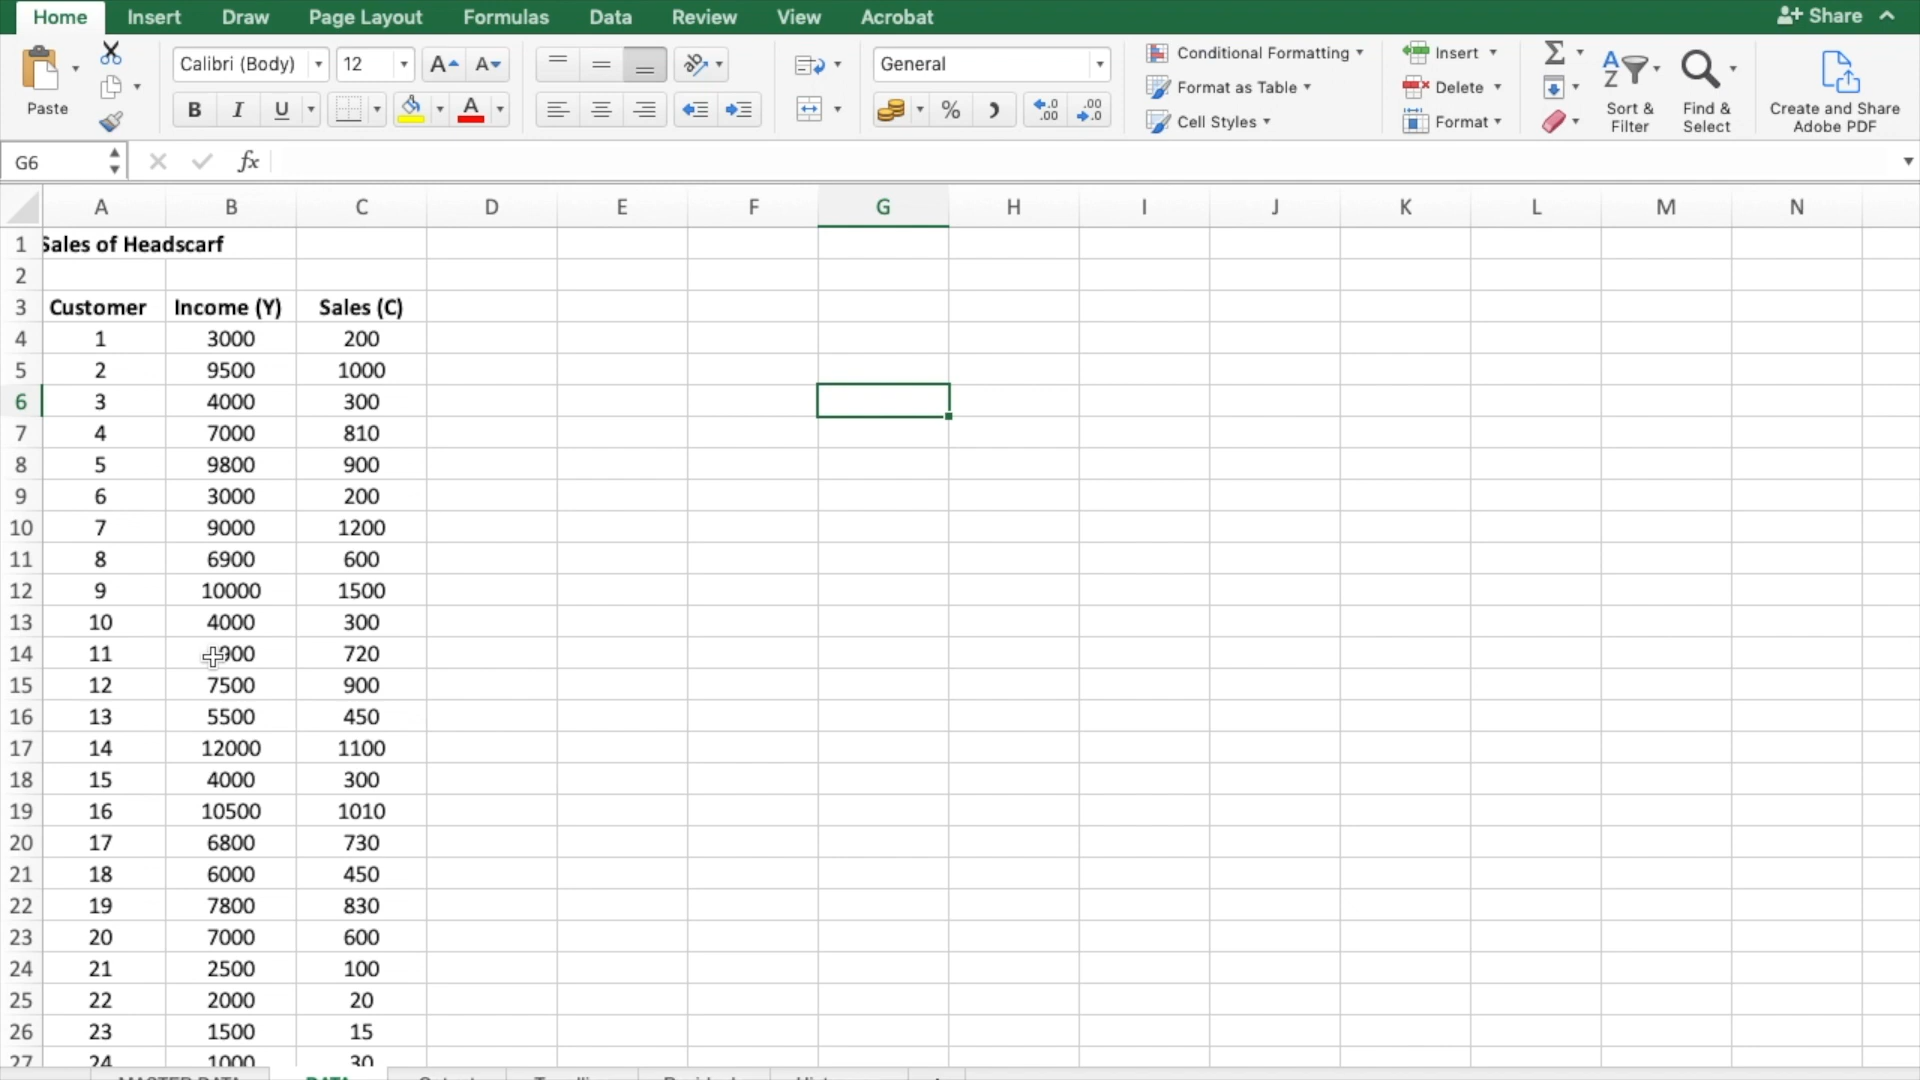 Home Insert Draw Page Layout Formulas Data Review View Acrobat Share
Calibri (Body) 12 General Conditional Formatting Insert
Format as Table Delete
Paste B I U % Cell Styles Format Sort & Filter Find & Select Create and Share Adobe PDF
G6 fx
A B C D E F G H I J K L M N
1 Sales of Headscarf
2
3 Customer Income (Y) Sales (C)
4 1 3000 200
5 2 9500 1000
6 3 4000 300
7 4 7000 810
8 5 9800 900
9 6 3000 200
10 7 9000 1200
11 8 6900 600
12 9 10000 1500
13 10 4000 300
14 11 720
15 12 7500 900
16 13 5500 450
17 14 12000 1100
18 15 4000 300
19 16 10500 1010
20 17 6800 730
21 18 6000 450
22 19 7800 830
23 20 7000 600
24 21 2500 100
25 22 2000 20
26 23 1500 15
27 24 1000 30
MASTER DATA DATA